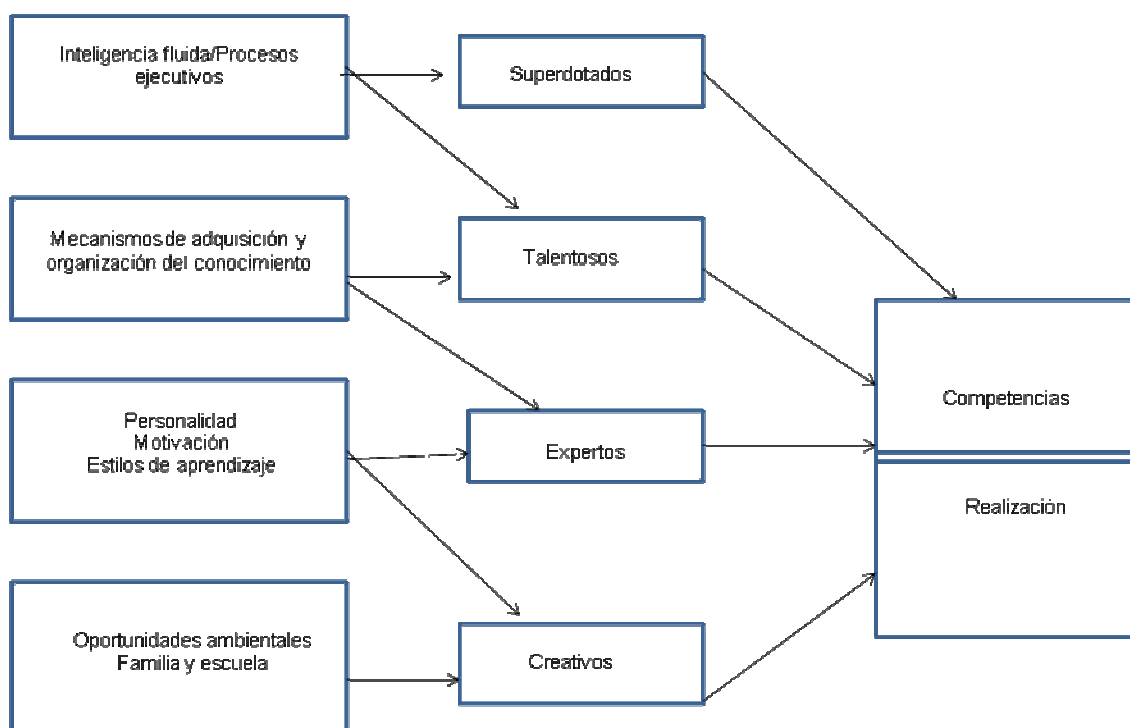 Inteligencia fluida/Procesos
ejecutivos
Superdotados
Mecanismos de adquisición y
organización del conocimiento
Talentosos
Competencias
Personalidad
Motivación
Estilos de aprendizaje
Expertos
Realización
Oportunidades ambientales
Familia y escuela
Creativos